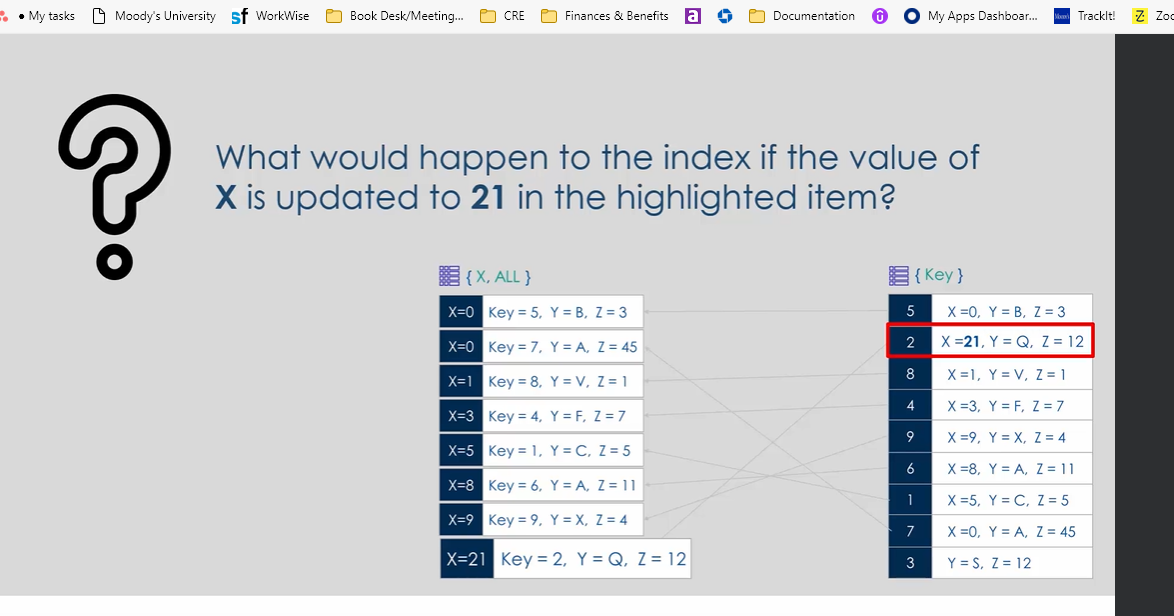 My tasks
Moody's University
sf WorkWise
Book Desk/Meeting...
CRE
Finances & Benefits
a
Documentation
My Apps Dashboar...
Moody's TrackIt!
Z Zoo
What would happen to the index if the value of
X is updated to 21 in the highlighted item?
{ X, ALL }
X=0 Key = 5, Y = B, Z = 3
X=0 Key = 7, Y = A, Z = 45
X=1 Key = 8, Y = V, Z = 1
X=3 Key = 4, Y = F, Z = 7
X=5 Key = 1, Y = C, Z = 5
X=8 Key = 6, Y = A, Z = 11
X=9 Key = 9, Y = X, Z = 4
X=21 Key = 2, Y = Q, Z = 12
{ Key }
5 X =0, Y = B, Z = 3
2 X =21, Y = Q, Z = 12
8 X =1, Y = V, Z = 1
4 X =3, Y = F, Z = 7
9 X =9, Y = X, Z = 4
6 X =8, Y = A, Z = 11
1 X =5, Y = C, Z = 5
7 X =0, Y = A, Z = 45
3 Y = S, Z = 12